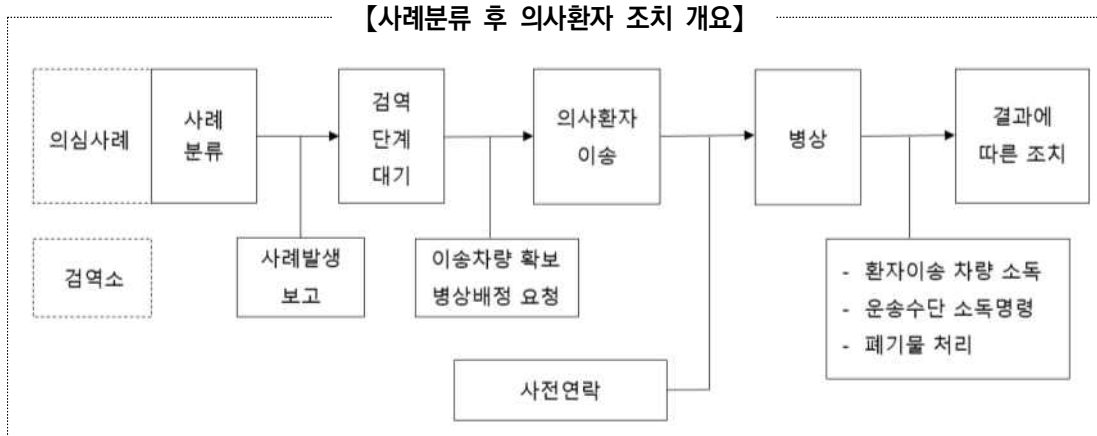 【사례분류 후 의사환자 조치 개요】
의심사례
사례
분류
검역
단계
대기
의사환자
이송
병상
결과에
따른 조치
검역소
사례발생
보고
이송차량 확보
병상배정 요청
- 환자이송 차량 소독
- 운송수단 소독명령
- 폐기물 처리
사전연락